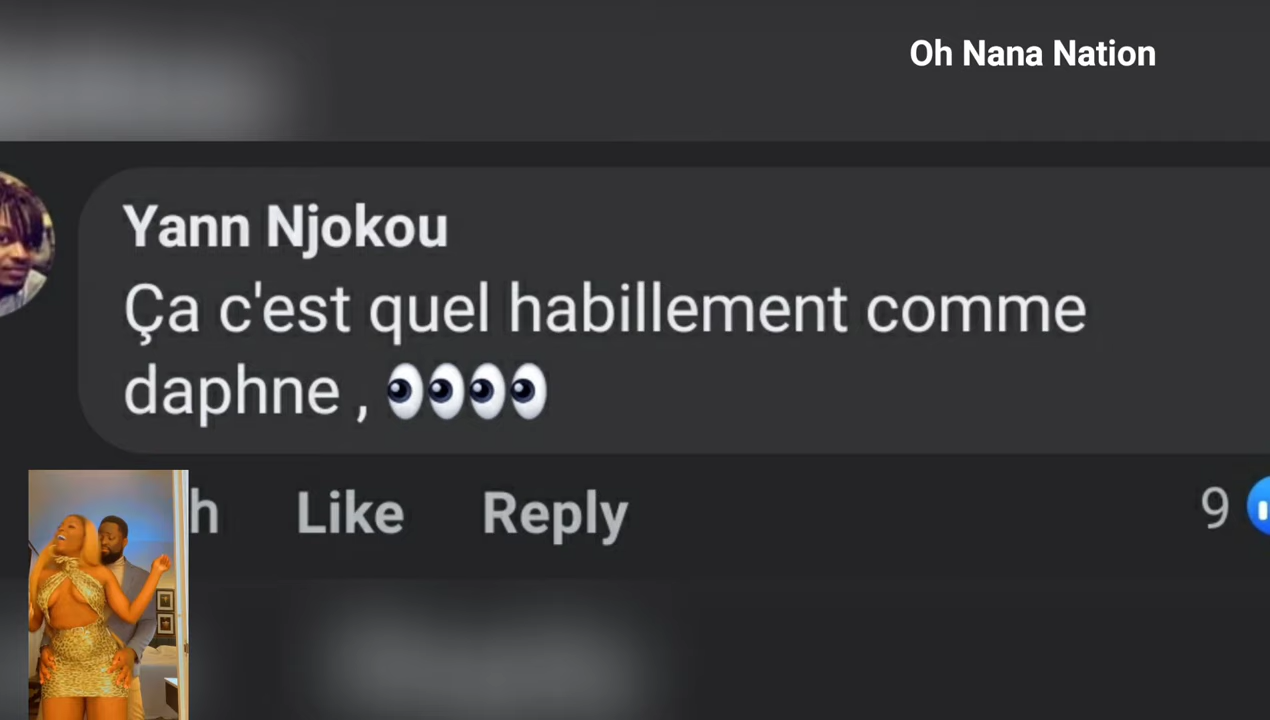 Oh Nana Nation
Yann Njokou
Ça c'est quel habillement comme
daphne , 👀👀
h Like Reply 9